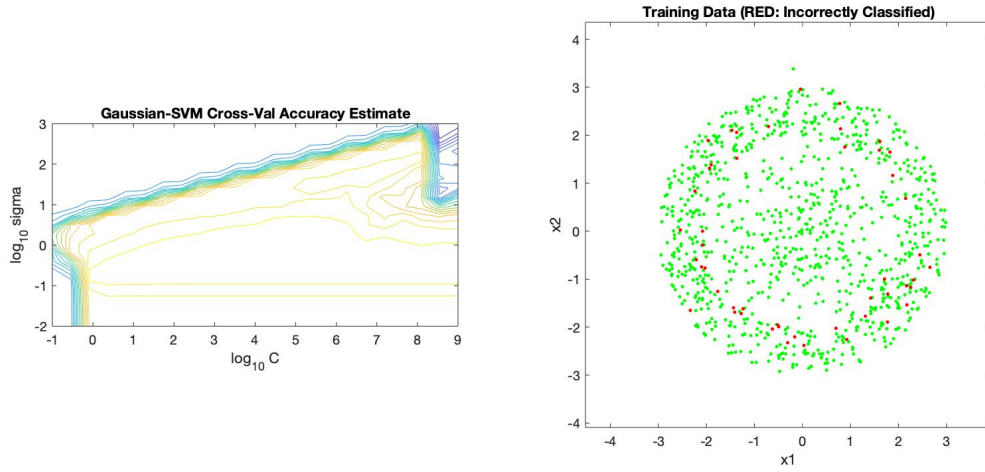 Gaussian-SVM Cross-Val Accuracy Estimate
3
2
1
0
-1
-2
log10 sigma
-1 0 1 2 3 4 5 6 7 8 9
log10 C
Training Data (RED: Incorrectly Classified)
4
3
2
1
0
-1
-2
-3
-4
x2
-4 -3 -2 -1 0 1 2 3
x1